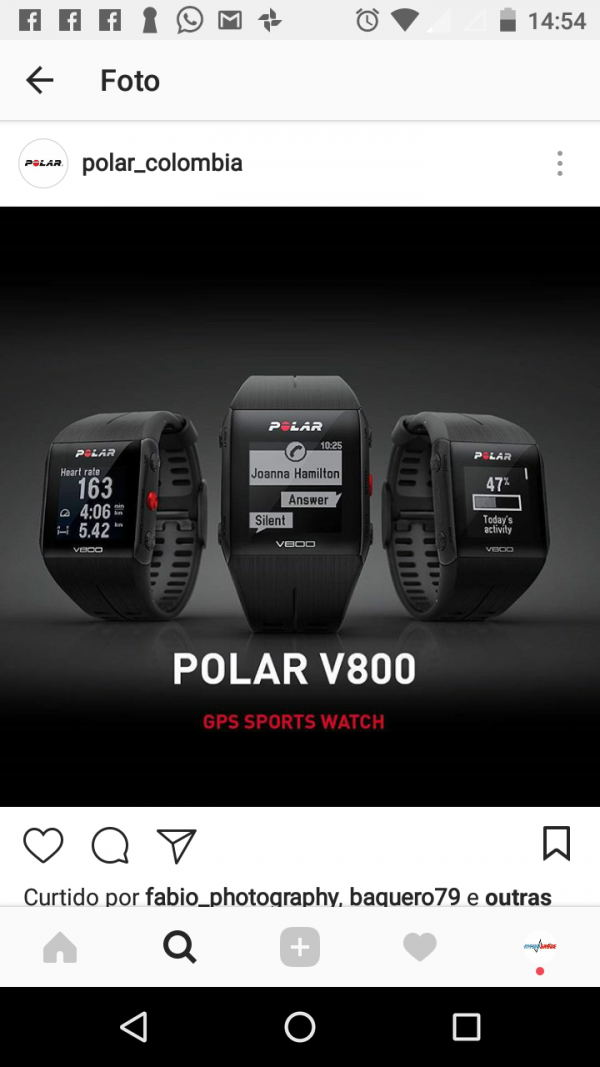 14:54
Foto
POLAR
polar_colombia
POLAR
Heart rate
163
4:06 min/km
5.42 km
V800
POLAR
10:25
Joanna Hamilton
Answer
Silent
V800
POLAR
47%
Today's
activity
V800
POLAR V800
GPS SPORTS WATCH
Curtido por fabio_photography, baquero79 e outras